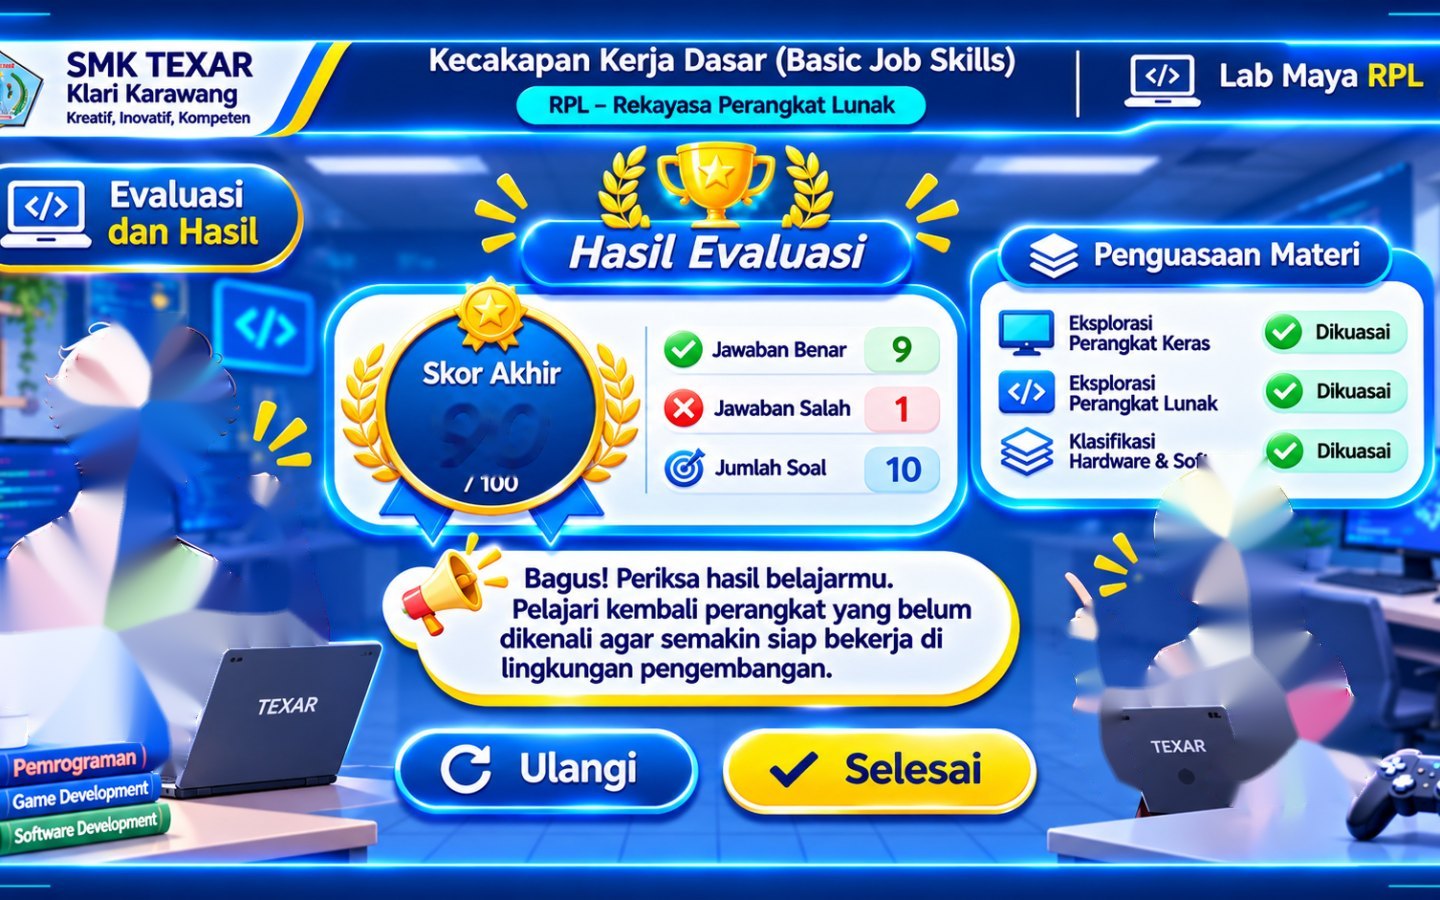 SMK TEXAR
Klari Karawang
Kreatif, Inovatif, Kompeten
Kecakapan Kerja Dasar (Basic Job Skills)
RPL – Rekayasa Perangkat Lunak
</> Lab Maya RPL
</> Evaluasi
dan Hasil
Hasil Evaluasi
</>
Skor Akhir
90
/ 100
Jawaban Benar 9
Jawaban Salah 1
Jumlah Soal 10
Penguasaan Materi
Eksplorasi
Perangkat Keras
Dikuasai
</> Eksplorasi
Perangkat Lunak
Dikuasai
Klasifikasi
Hardware & Sof
Dikuasai
Bagus! Periksa hasil belajarmu.
Pelajari kembali perangkat yang belum
dikenali agar semakin siap bekerja di
lingkungan pengembangan.
Ulangi
Selesai
TEXAR
Pemrograman
Game Development
Software Development
TEXAR